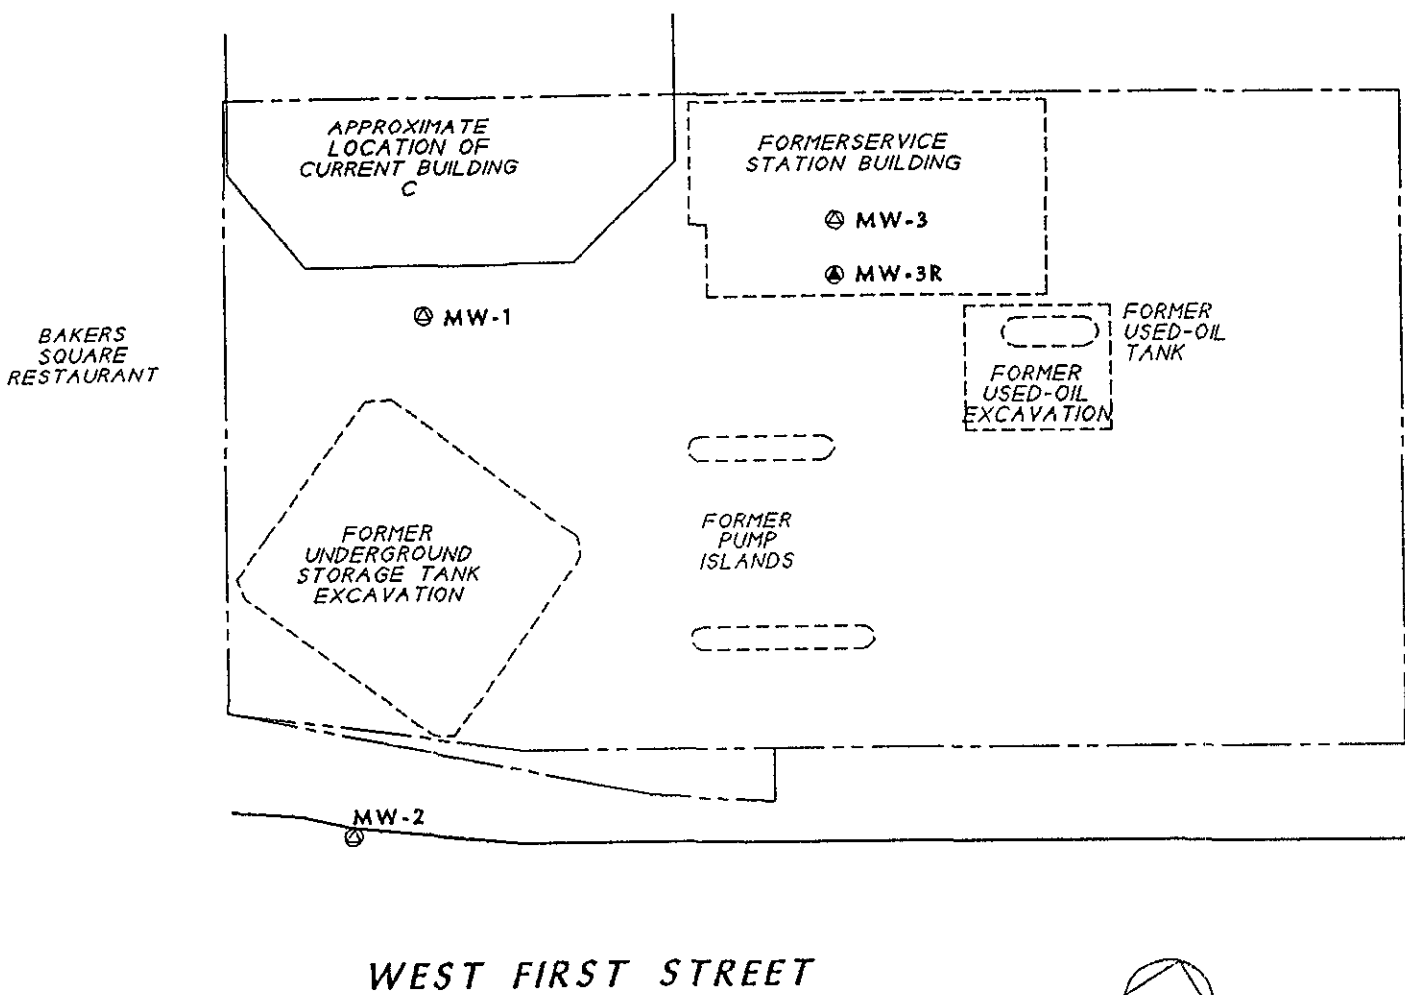 APPROXIMATE
LOCATION OF
CURRENT BUILDING
C
FORMERSERVICE
STATION BUILDING
MW-3
MW-3R
MW-1
BAKERS
SQUARE
RESTAURANT
FORMER
USED-OIL
TANK
FORMER
USED-OIL
EXCAVATION
FORMER
UNDERGROUND
STORAGE TANK
EXCAVATION
FORMER
PUMP
ISLANDS
MW-2
WEST FIRST STREET